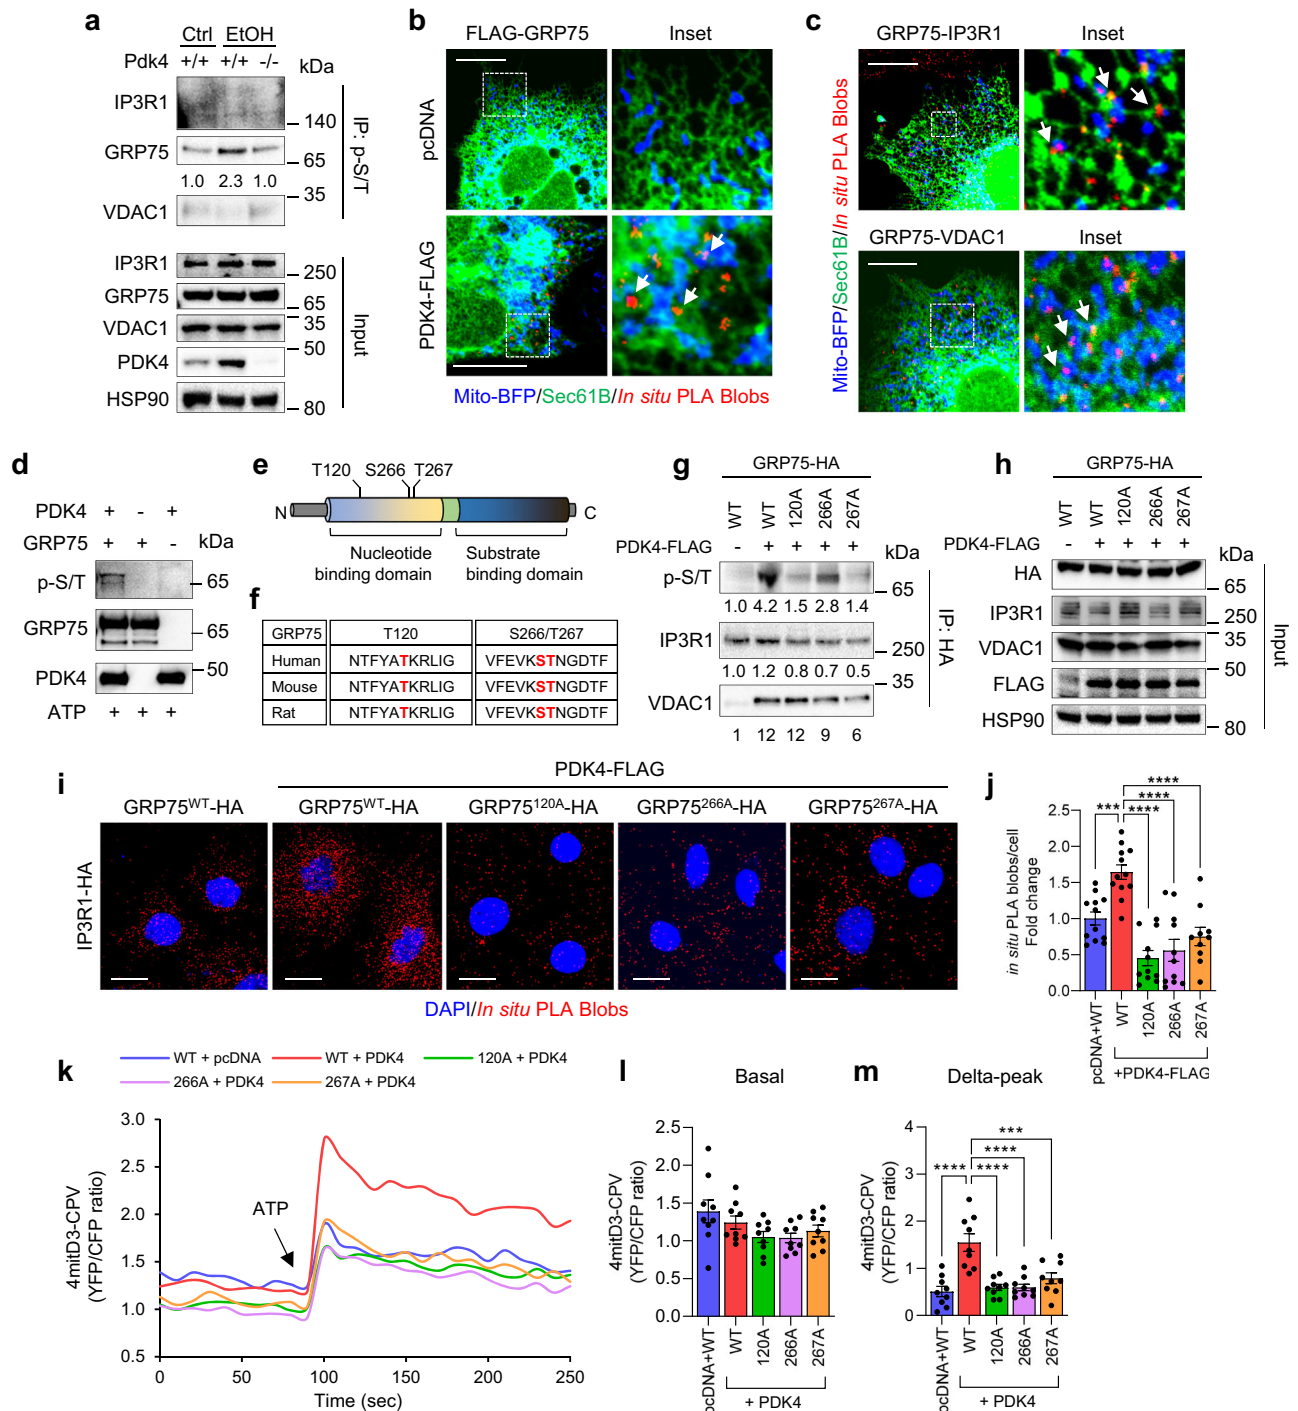 a
Ctrl EtOH
Pdk4 +/+ +/+ -/- kDa
IP3R1
140
GRP75
65
1.0 2.3 1.0
35
VDAC1
IP: p-S/T
IP3R1
250
GRP75
65
VDAC1
35
50
PDK4
HSP90
80
Input
b
FLAG-GRP75 Inset
pcDNA
PDK4-FLAG
Mito-BFP/Sec61B/In situ PLA Blobs
c
GRP75-IP3R1 Inset
GRP75-VDAC1 Inset
Mito-BFP/Sec61B/In situ PLA Blobs
d
PDK4 + - +
GRP75 + + - kDa
p-S/T
65
GRP75
65
50
PDK4
ATP + + +
e
T120 S266 T267
N C
Nucleotide binding domain
Substrate binding domain
f
GRP75 T120 S266/T267
Human NTFYATKRLIG VFEVKSTNGDTF
Mouse NTFYATKRLIG VFEVKSTNGDTF
Rat NTFYATKRLIG VFEVKSTNGDTF
g
GRP75-HA
WT WT 120A 266A 267A
PDK4-FLAG - + + + + kDa
p-S/T
65
1.0 4.2 1.5 2.8 1.4
IP3R1
250
1.0 1.2 0.8 0.7 0.5
35
VDAC1
1 12 12 9 6
IP: HA
h
GRP75-HA
WT WT 120A 266A 267A
PDK4-FLAG - + + + + kDa
HA
65
IP3R1
250
35
VDAC1
50
FLAG
HSP90
80
Input
i
PDK4-FLAG
GRP75WT-HA GRP75WT-HA GRP75120A-HA GRP75266A-HA GRP75267A-HA
IP3R1-HA
DAPI/In situ PLA Blobs
j
in situ PLA blobs/cell
Fold change
2.5
2.0
1.5
1.0
0.5
0.0
*** **** **** ****
pcDNA+WT WT 120A 266A 267A
+PDK4-FLAG
k
WT + pcDNA WT + PDK4 120A + PDK4
266A + PDK4 267A + PDK4
4mitD3-CPV
(YFP/CFP ratio)
3.0
2.5
2.0
1.5
1.0
0.5
ATP
0 50 100 150 200 250
Time (sec)
l
Basal
4mitD3-CPV
(YFP/CFP ratio)
2.5
2.0
1.5
1.0
0.5
0.0
pcDNA+WT WT 120A 266A 267A
+ PDK4
m
Delta-peak
4mitD3-CPV
(YFP/CFP ratio)
4
3
2
1
0
**** **** **** ***
pcDNA+WT WT 120A 266A 267A
+ PDK4